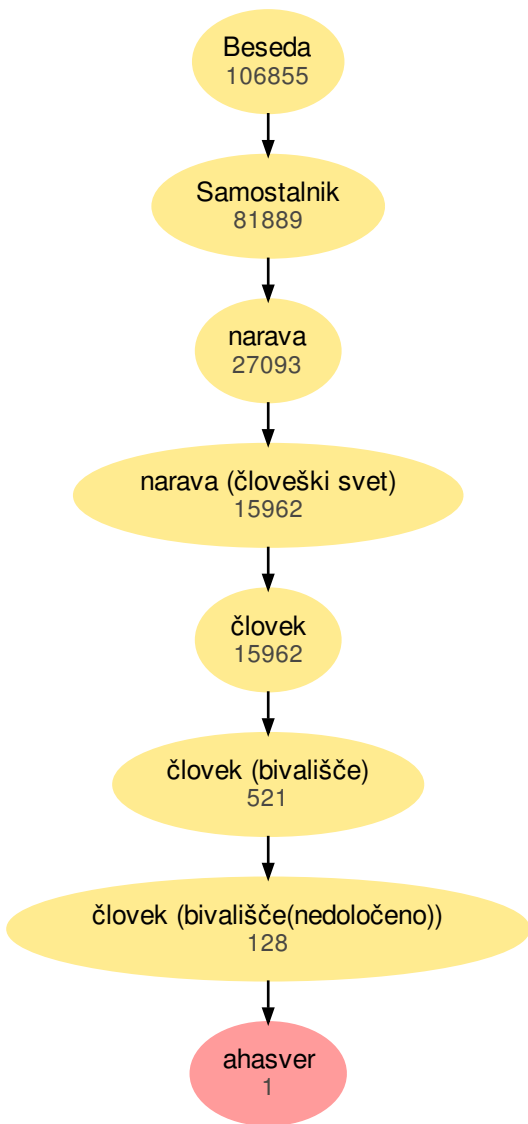 Beseda
106855
Samostalnik
81889
narava
27093
narava (človeški svet)
15962
človek
15962
človek (bivališče)
521
človek (bivališče(nedoločeno))
128
ahasver
1